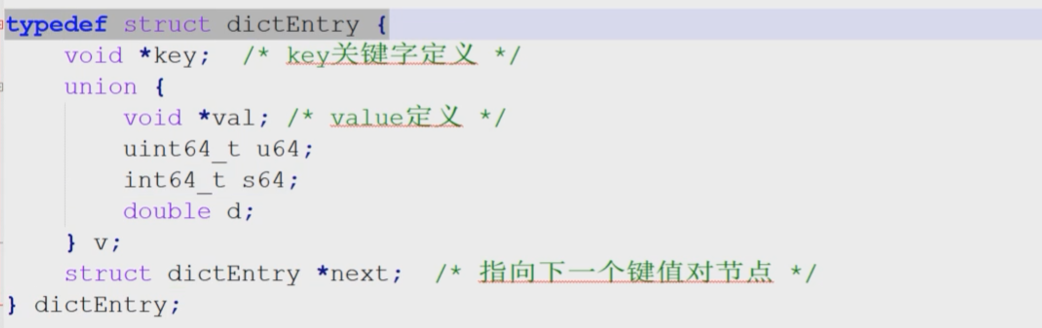 typedef struct dictEntry {
    void *key;  /* key关键字定义 */
    union {
        void *val; /* value定义 */
        uint64_t u64;
        int64_t s64;
        double d;
    } v;
    struct dictEntry *next;  /* 指向下一个键值对节点 */
} dictEntry;